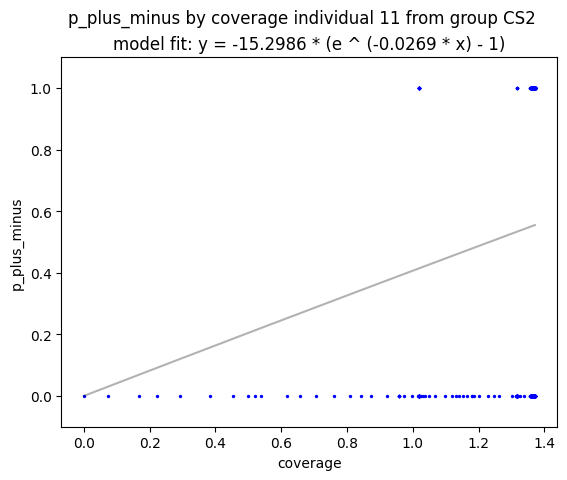 p_plus_minus by coverage individual 11 from group CS2
model fit: y = -15.2986 * (e ^ (-0.0269 * x) - 1)
1.0
0.8
0.6
0.4
0.2
0.0
p_plus_minus
0.0 0.2 0.4 0.6 0.8 1.0 1.2 1.4
coverage